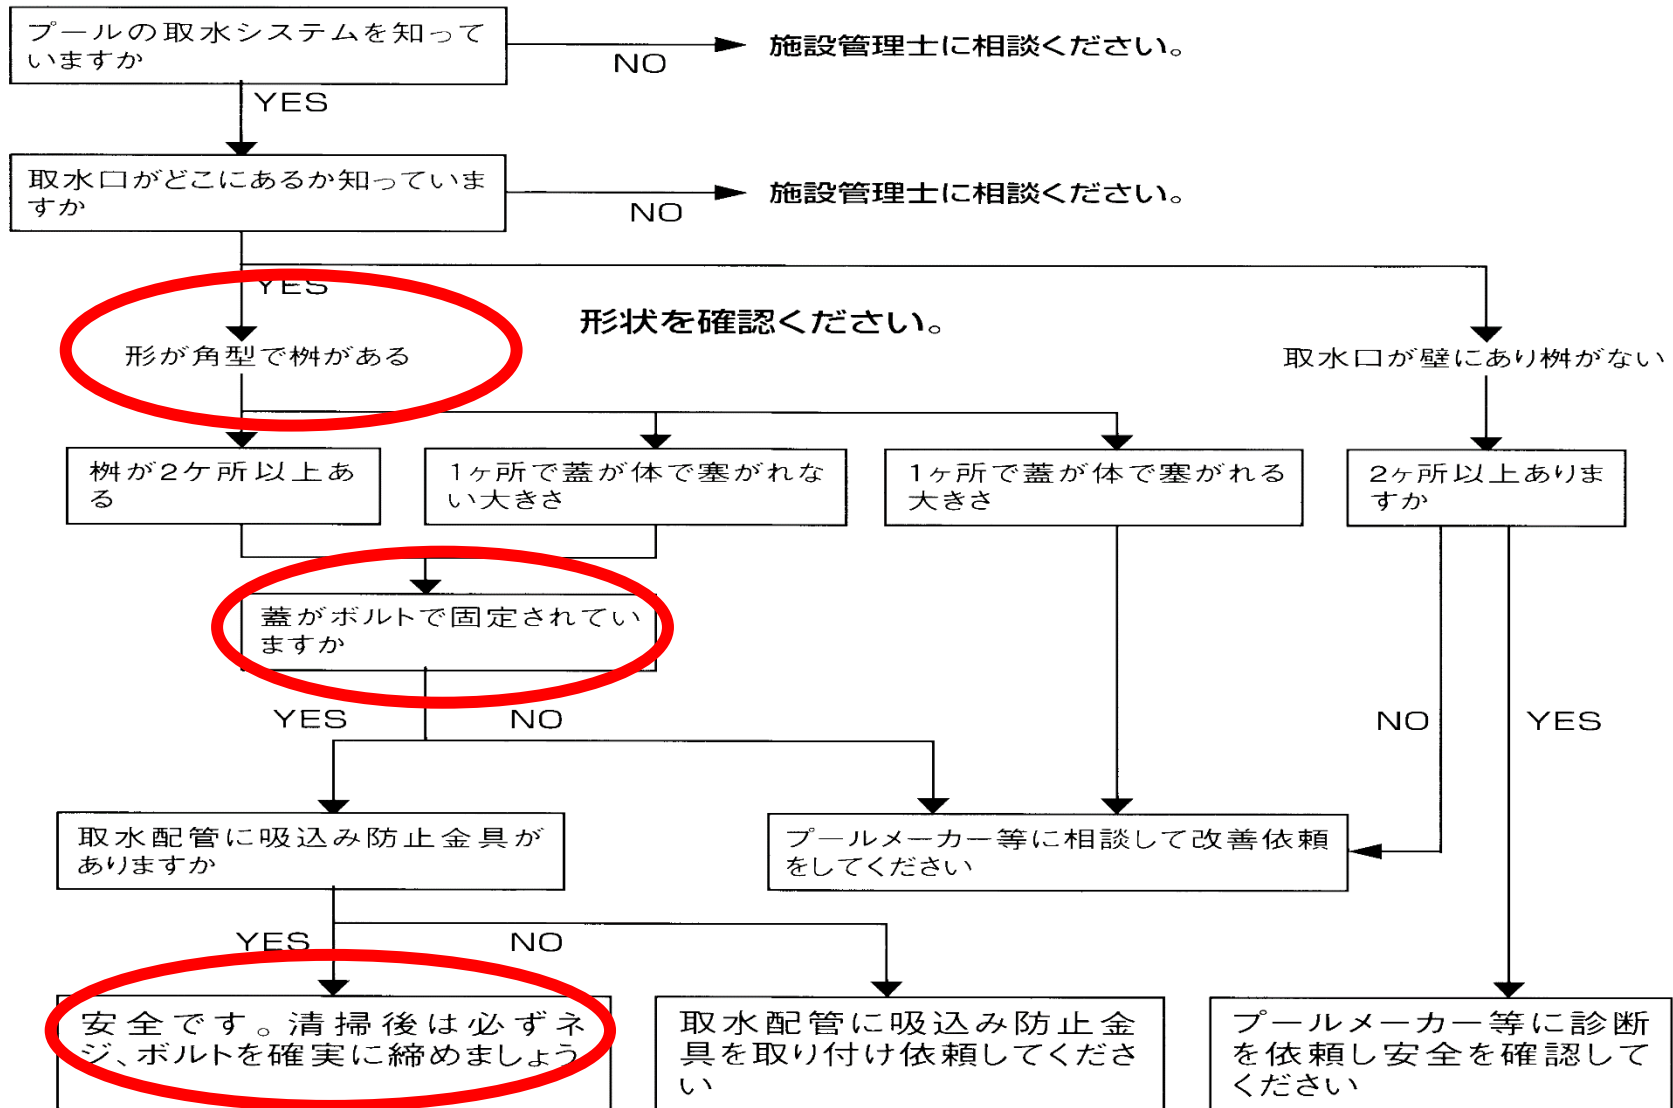 プールの取水システムを知って
いますか
NO
施設管理士に相談ください。
YES
取水口がどこにあるか知っていま
すか
NO
施設管理士に相談ください。
YES
形状を確認ください。
形が角型で桝がある
取水口が壁にあり桝がない
桝が2ケ所以上あ
る
1ヶ所で蓋が体で塞がれな
い大きさ
1ヶ所で蓋が体で塞がれる
大きさ
2ヶ所以上ありま
すか
蓋がボルトで固定されてい
ますか
YES
NO
NO
YES
取水配管に吸込み防止金具が
ありますか
プールメーカー等に相談して改善依頼
をしてください
YES
NO
安全です。清掃後は必ずネ
ジ、ボルトを確実に締めましょう
取水配管に吸込み防止金
具を取り付け依頼してくださ
い
プールメーカー等に診断
を依頼し安全を確認して
ください